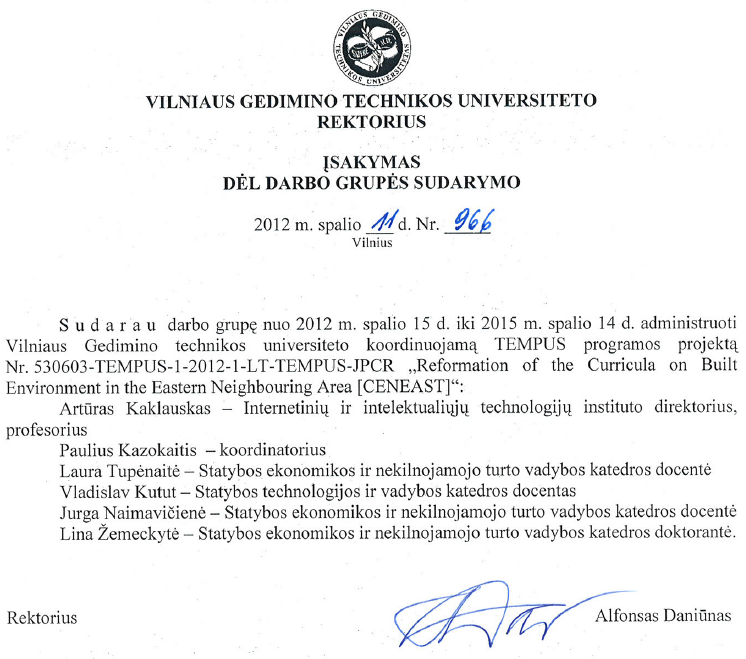 VILNIAUS GEDIMINO TECHNIKOS UNIVERSITETAS
VILNIAUS GEDIMINO TECHNIKOS UNIVERSITETO
REKTORIUS
ĮSAKYMAS
DĖL DARBO GRUPĖS SUDARYMO
2012 m. spalio 11 d. Nr. 966
Vilnius
Sudarau darbo grupę nuo 2012 m. spalio 15 d. iki 2015 m. spalio 14 d. administruoti
Vilniaus Gedimino technikos universiteto koordinuojamą TEMPUS programos projektą
Nr. 530603-TEMPUS-1-2012-1-LT-TEMPUS-JPCR „Reformation of the Curricula on Built
Environment in the Eastern Neighbouring Area [CENEAST]“:
Artūras Kaklauskas – Internetinių ir intelektualiųjų technologijų instituto direktorius,
profesorius
Paulius Kazokaitis – koordinatorius
Laura Tupėnaitė – Statybos ekonomikos ir nekilnojamojo turto vadybos katedros docentė
Vladislav Kutut – Statybos technologijos ir vadybos katedros docentas
Jurga Naimavičienė – Statybos ekonomikos ir nekilnojamojo turto vadybos katedros docentė
Lina Žemeckytė – Statybos ekonomikos ir nekilnojamojo turto vadybos katedros doktorantė.
Rektorius
Alfonsas Daniūnas